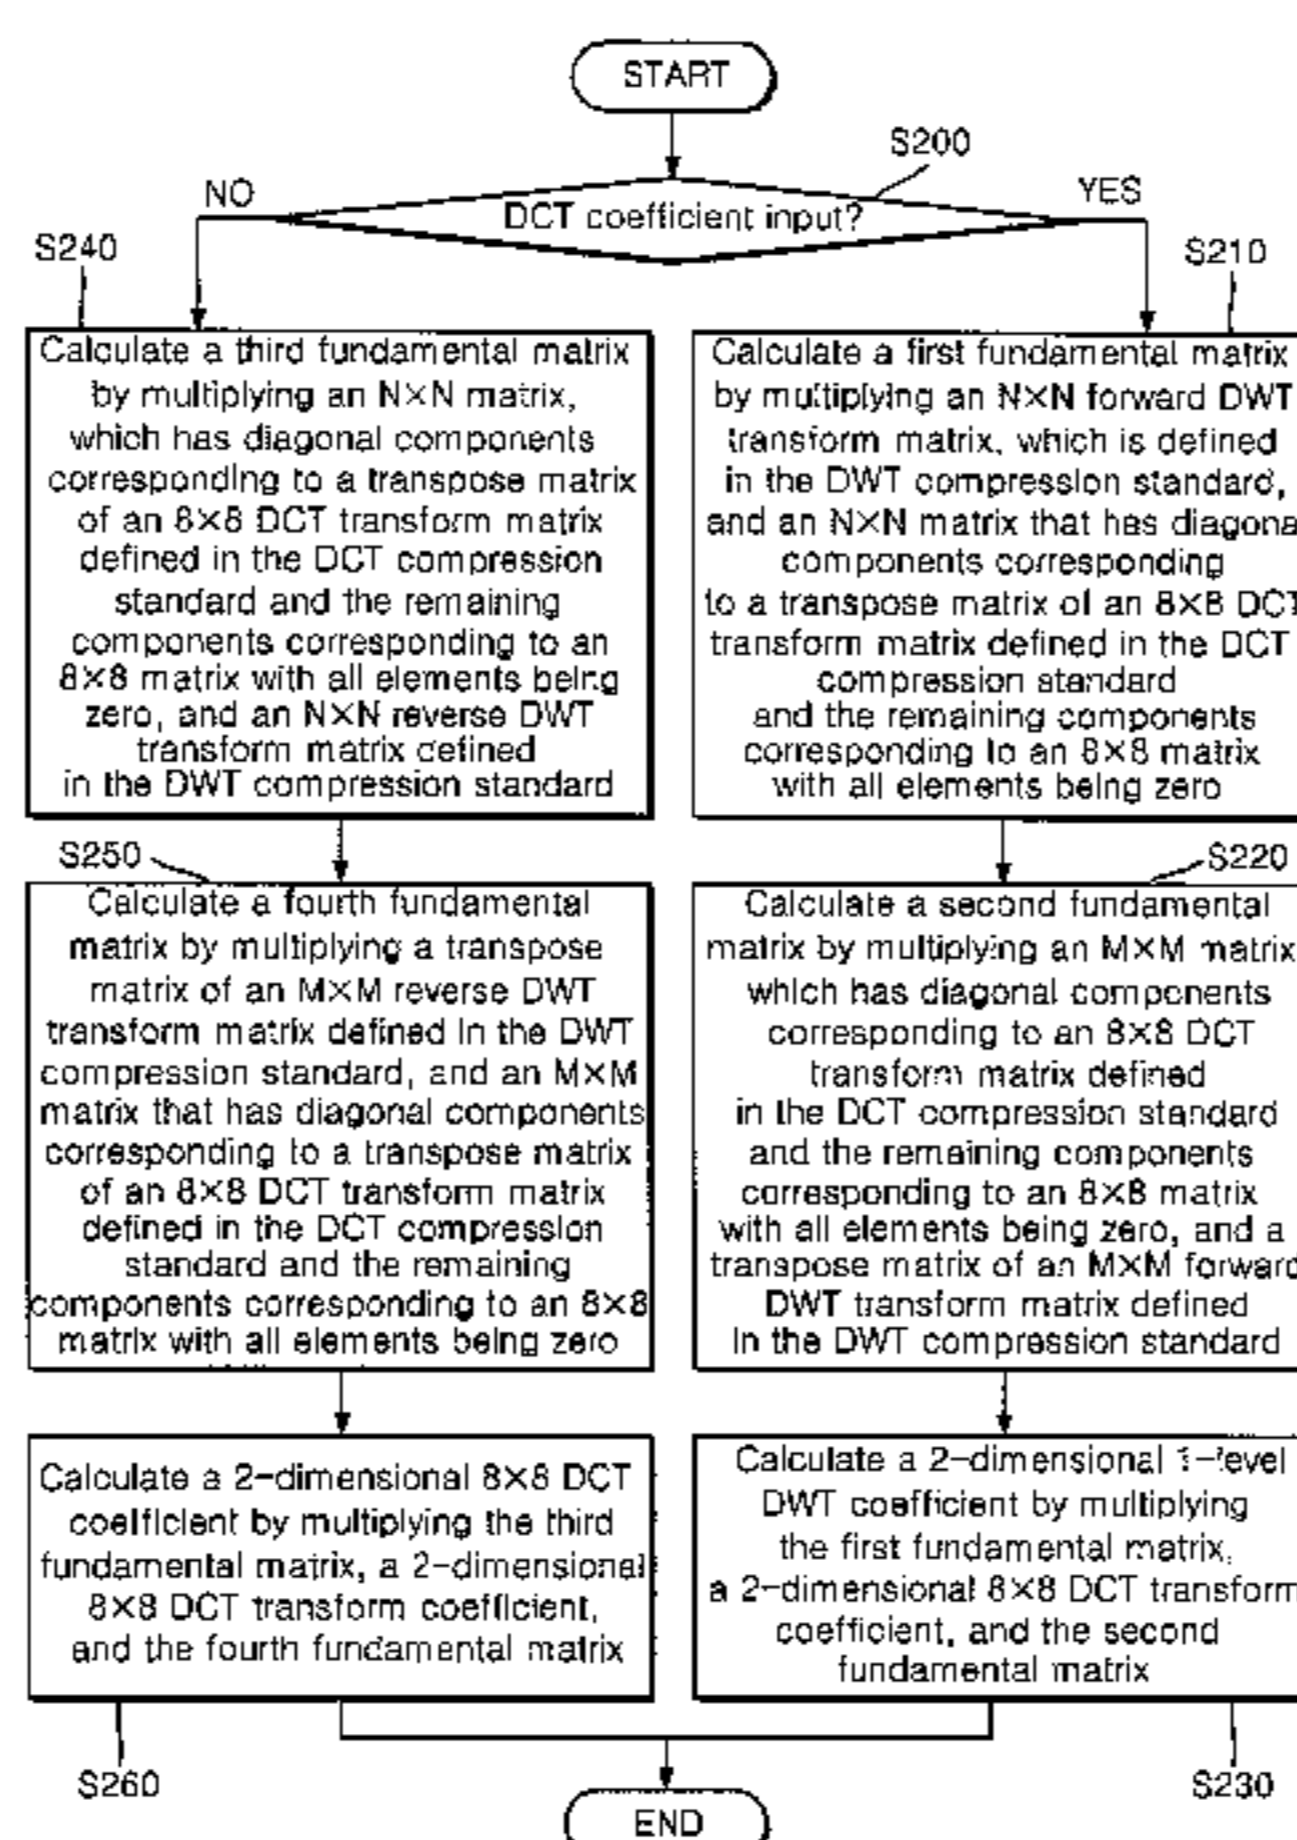 START
S200
NO
YES
DCT coefficient input?
S240
S210
Calculate a third fundamental matrix
by multiplying an N×N matrix,
which has diagonal components
corresponding to a transpose matrix
of an 8×8 DCT transform matrix
defined in the DCT compression
standard and the remaining
components corresponding to an
8×8 matrix with all elements being
zero, and an N×N reverse DWT
transform matrix defined
in the DWT compression standard
Calculate a first fundamental matrix
by multiplying an N×N forward DWT
transform matrix, which is defined
in the DWT compression standard,
and an N×N matrix that has diagona
components corresponding
to a transpose matrix of an 8×8 DCT
transform matrix defined in the DCT
compression standard
and the remaining components
corresponding to an 8×8 matrix
with all elements being zero
S250
S220
Calculate a fourth fundamental
matrix by multiplying a transpose
matrix of an M×M reverse DWT
transform matrix defined in the DWT
compression standard, and an M×M
matrix that has diagonal components
corresponding to a transpose matrix
of an 8×8 DCT transform matrix
defined in the DCT compression
standard and the remaining
components corresponding to an 8×8
matrix with all elements being zero
Calculate a second fundamental
matrix by multiplying an M×M matrix
which has diagonal components
corresponding to an 8×8 DCT
transform matrix defined
in the DCT compression standard
and the remaining components
corresponding to an 8×8 matrix
with all elements being zero, and a
transpose matrix of an M×M forward
DWT transform matrix defined
in the DWT compression standard
Calculate a 2-dimensional 8×8 DCT
coefficient by multiplying the third
fundamental matrix, a 2-dimensional
8×8 DCT transform coefficient,
and the fourth fundamental matrix
Calculate a 2-dimensional 1-level
DWT coefficient by multiplying
the first fundamental matrix,
a 2-dimensional 8×8 DCT transform
coefficient, and the second
fundamental matrix
S260
S230
END